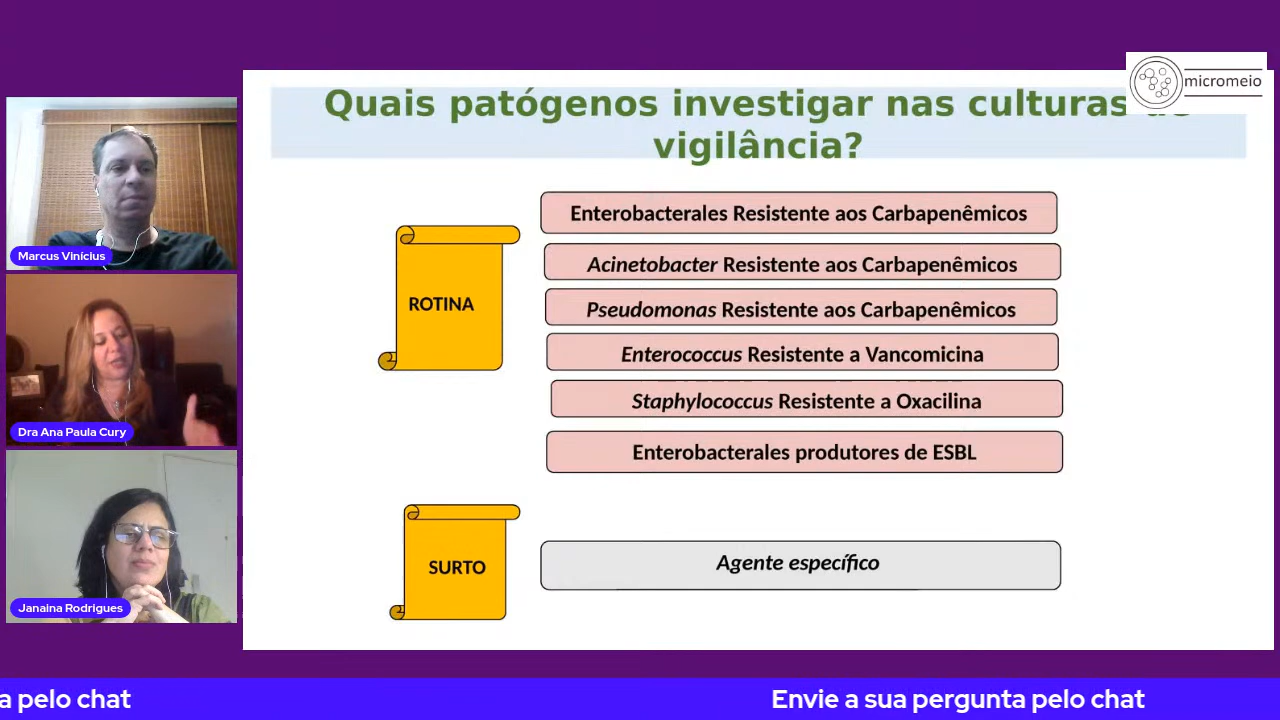 micromeio
Quais patógenos investigar nas culturas
vigilância?
Enterobacterales Resistente aos Carbapenêmicos
Acinetobacter Resistente aos Carbapenêmicos
Pseudomonas Resistente aos Carbapenêmicos
ROTINA
Enterococcus Resistente a Vancomicina
Staphylococcus Resistente a Oxacilina
Enterobacterales produtores de ESBL
SURTO
Agente específico
Marcus Vinícius
Dra Ana Paula Cury
Janaina Rodrigues
a pelo chat
Envie a sua pergunta pelo chat